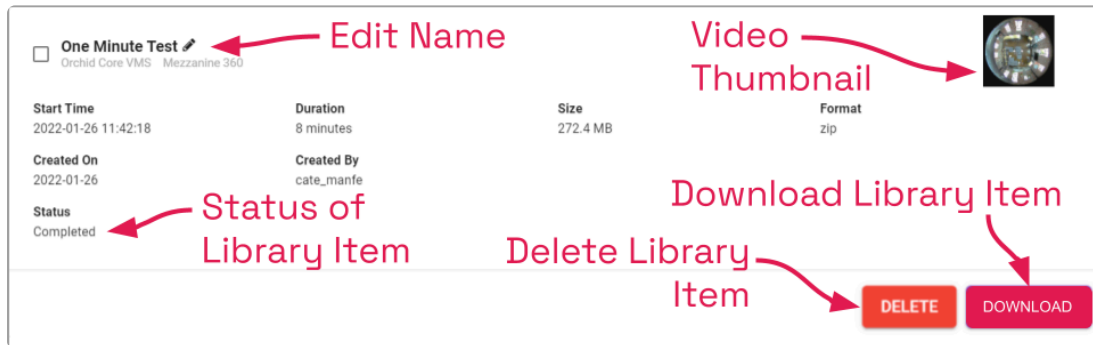 One Minute Test
Edit Name
Orchid Core VMS Mezzanine 360
Video
Thumbnail
Start Time Duration Size Format
2022-01-26 11:42:18 8 minutes 272.4 MB zip
Created On Created By
2022-01-26 cate_manfe
Status
Completed
Status of
Library Item
Download Library Item
Delete Library
Item
DELETE DOWNLOAD